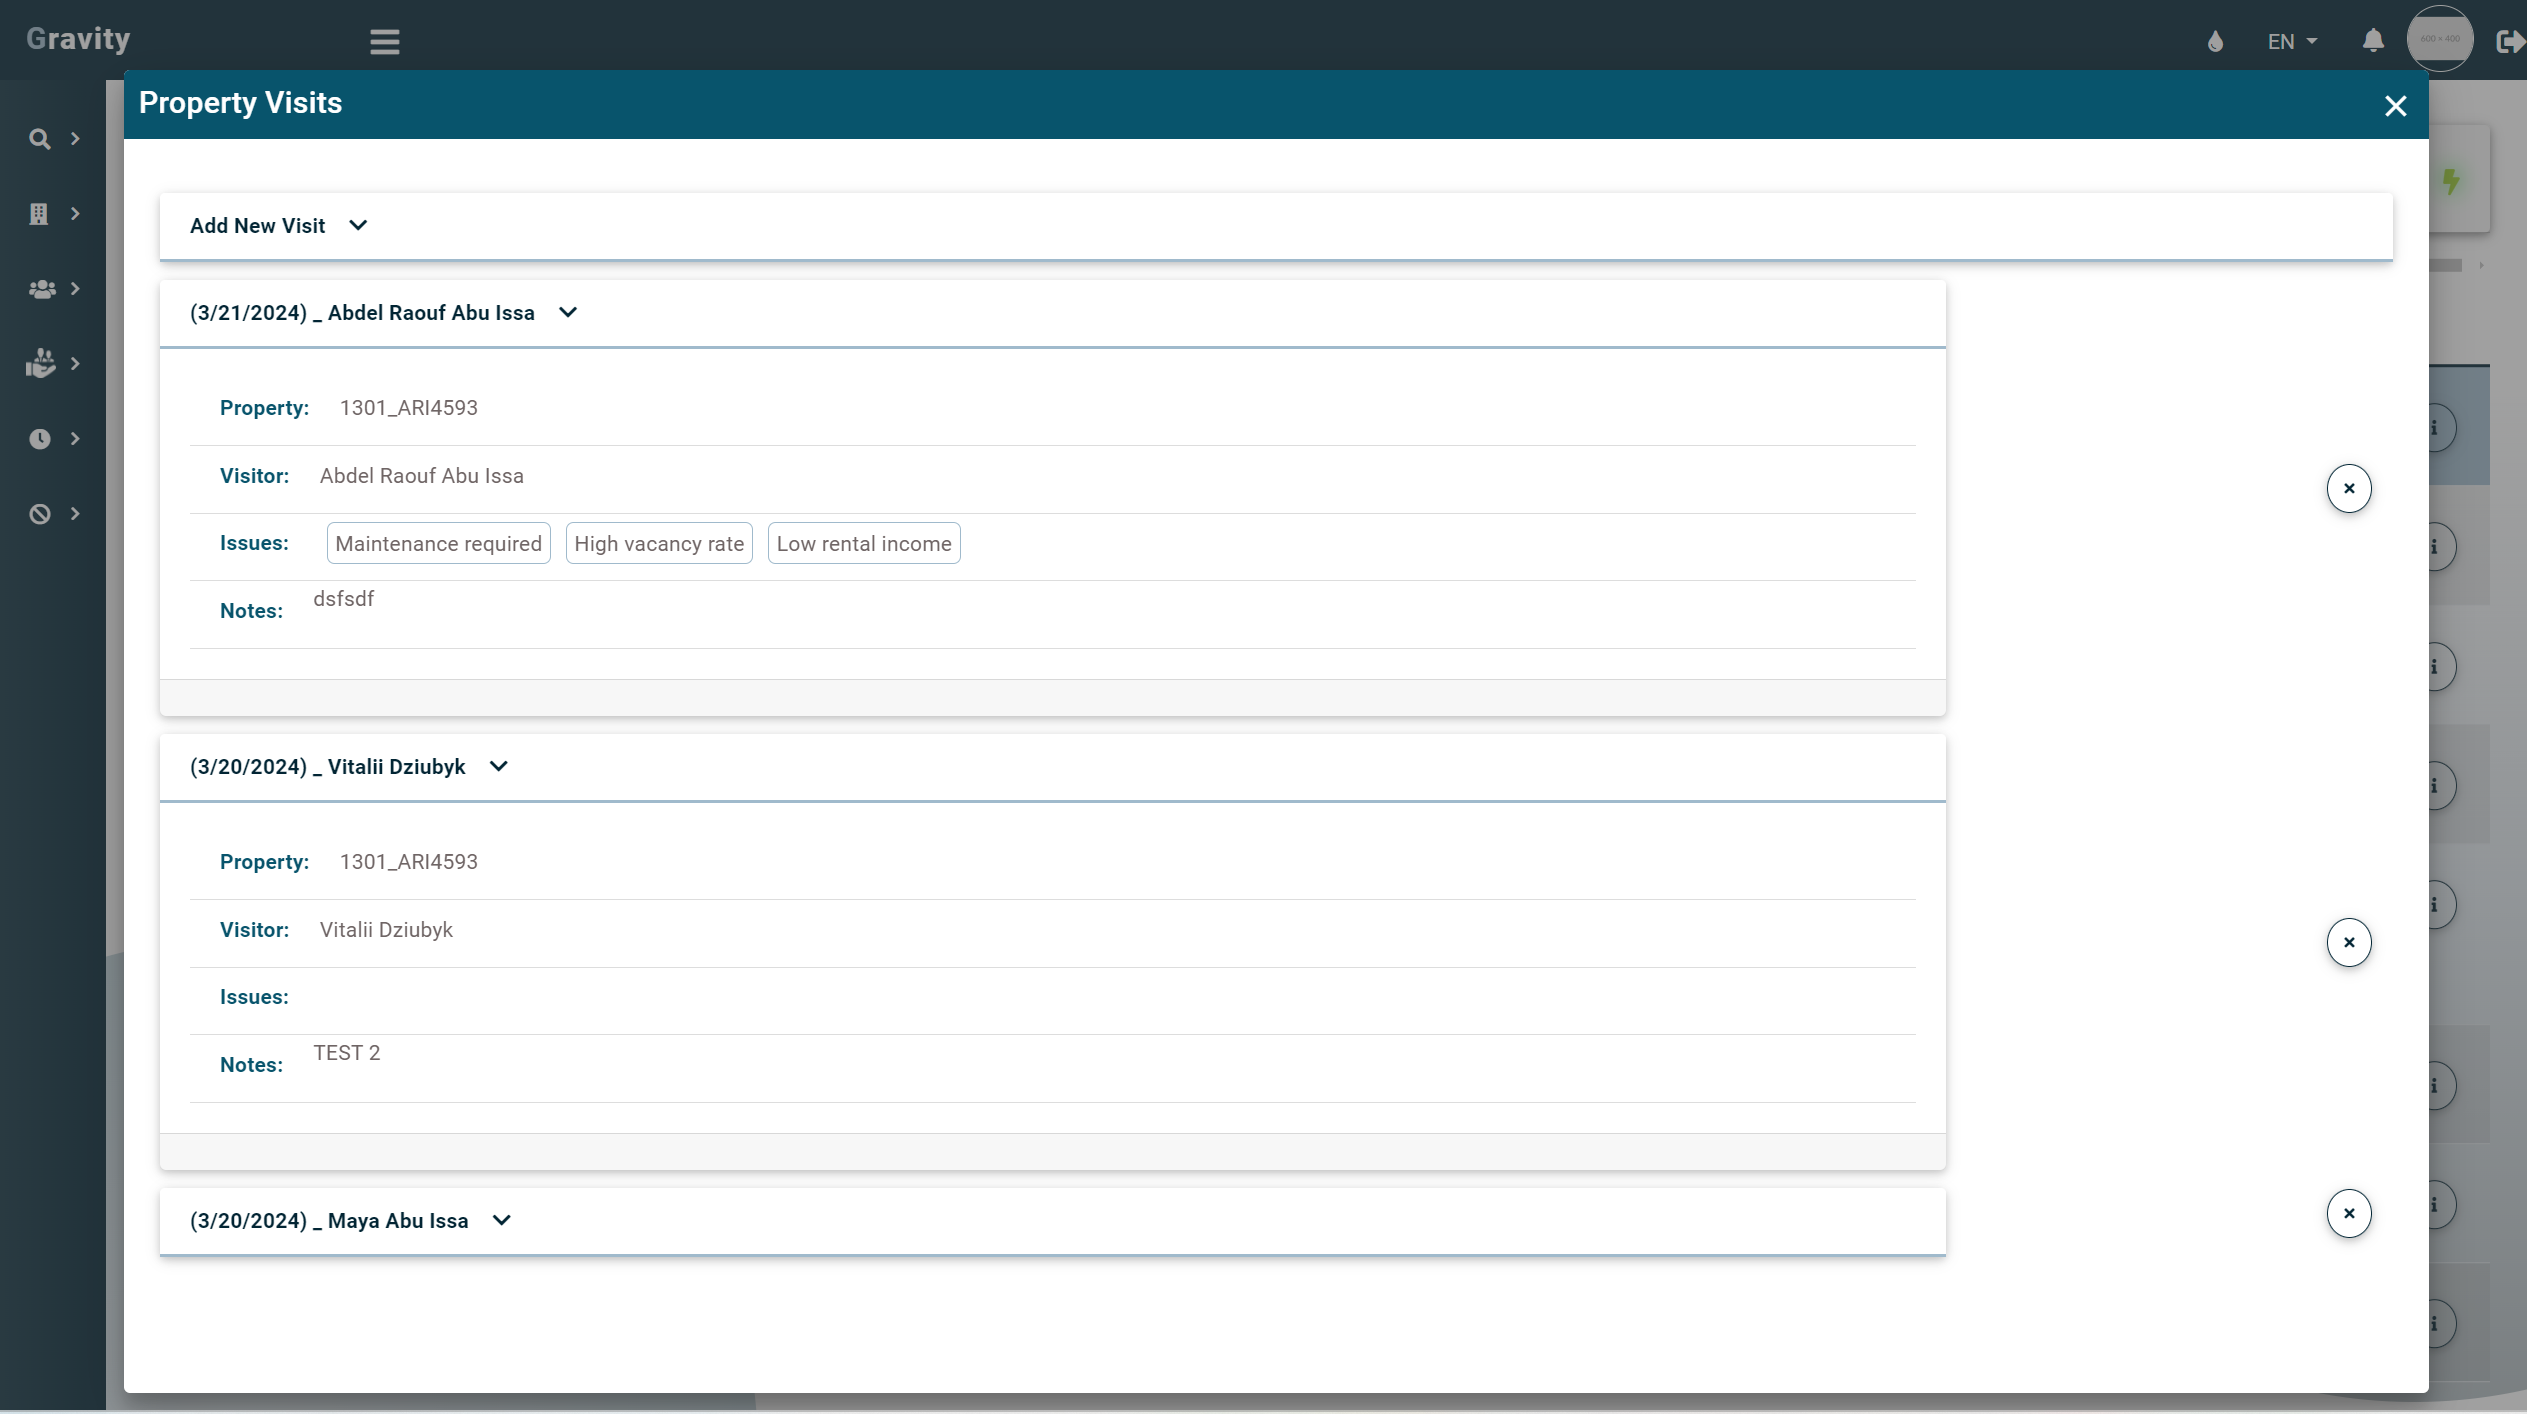 Gravity
EN
600 × 400
Property Visits
Add New Visit
(3/21/2024) _ Abdel Raouf Abu Issa
Property: 1301_ARI4593
Visitor: Abdel Raouf Abu Issa
Issues: Maintenance required High vacancy rate Low rental income
Notes: dsfsdf
(3/20/2024) _ Vitalii Dziubyk
Property: 1301_ARI4593
Visitor: Vitalii Dziubyk
Issues:
Notes: TEST 2
(3/20/2024) _ Maya Abu Issa